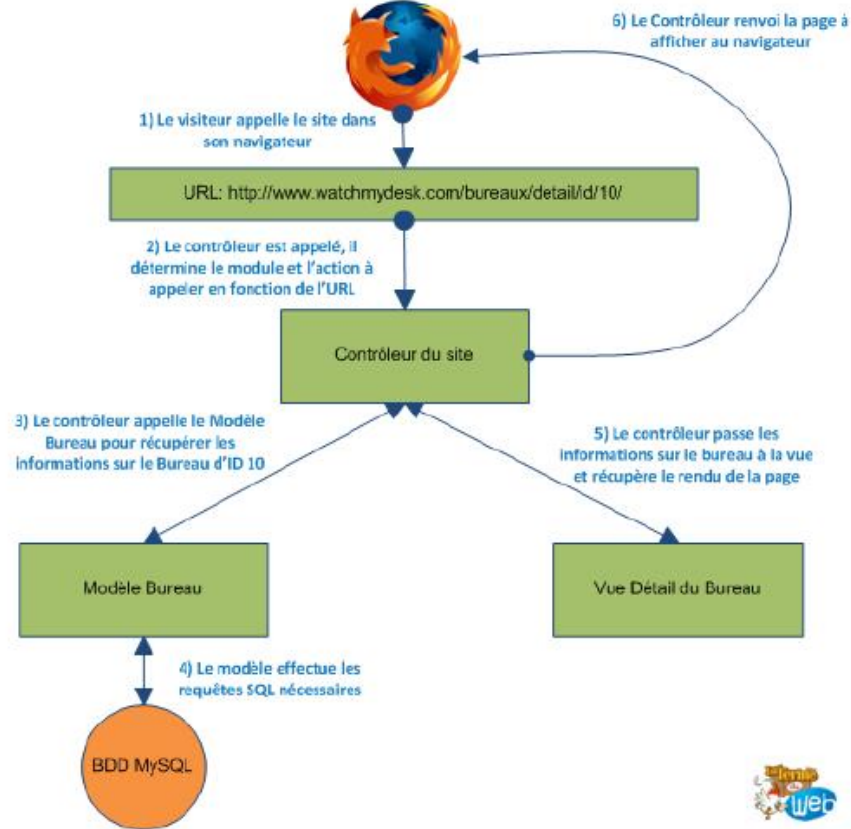 6) Le Contrôleur renvoi la page à
afficher au navigateur
1) Le visiteur appelle le site dans
son navigateur
URL: http://www.watchmydesk.com/bureaux/detail/id/10/
2) Le contrôleur est appelé, il
détermine le module et l'action à
appeler en fonction de l'URL
Contrôleur du site
3) Le contrôleur appelle le Modèle
Bureau pour récupérer les
informations sur le Bureau d'ID 10
5) Le contrôleur passe les
informations sur le bureau à la vue
et récupère le rendu de la page
Modèle Bureau
Vue Détail du Bureau
4) Le modèle effectue les
requêtes SQL nécessaires
BDD MySQL
La ferme
du
Web